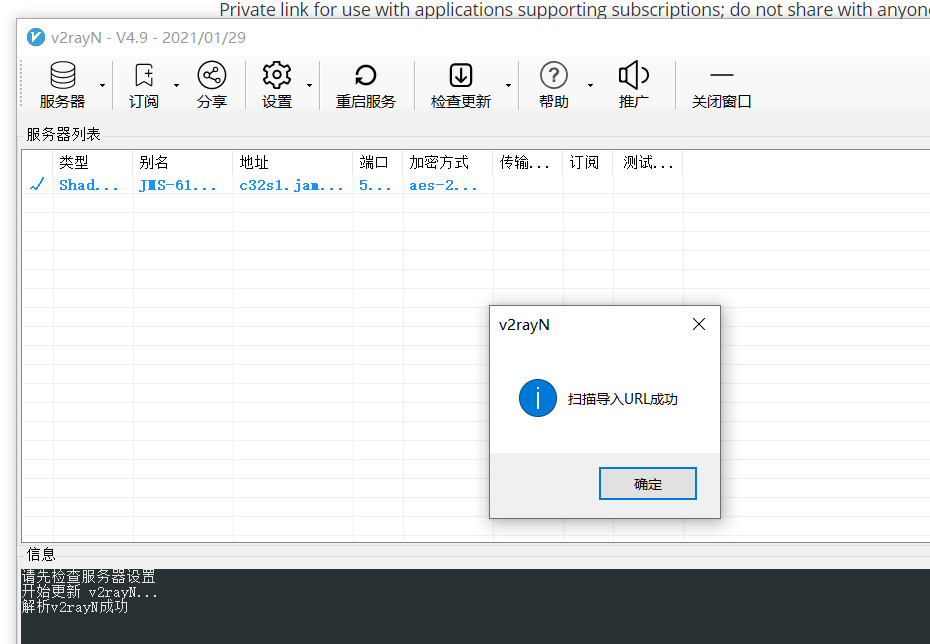 Private link for use with applications supporting subscriptions; do not share with anyon
v2rayN - V4.9 - 2021/01/29
服务器 订阅 分享 设置 重启服务 检查更新 帮助 推广 关闭窗口
服务器列表
类型 别名 地址 端口 加密方式 传输... 订阅 测试...
Shad... JMS-61... c32s1.jam... 5... aes-2...
v2rayN
扫描导入URL成功
确定
信息
请先检查服务器设置
开始更新 v2rayN...
解析v2rayN成功